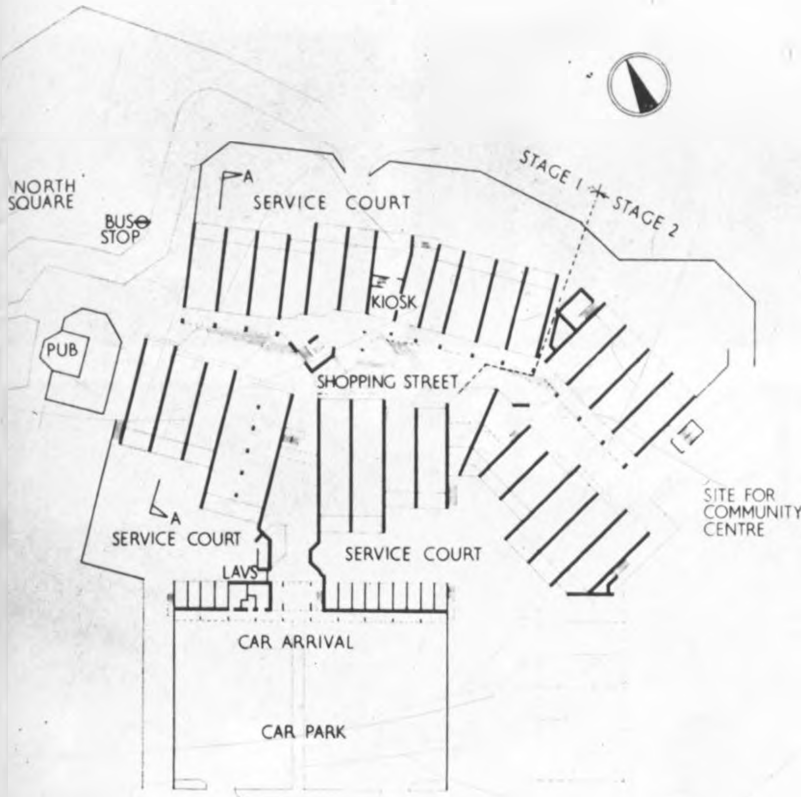 STAGE 1
STAGE 2
NORTH
SQUARE
A
SERVICE COURT
BUS
STOP
KIOSK
PUB
SHOPPING STREET
SITE FOR
COMMUNITY
CENTRE
A
SERVICE COURT
SERVICE COURT
LAVS
CAR ARRIVAL
CAR PARK